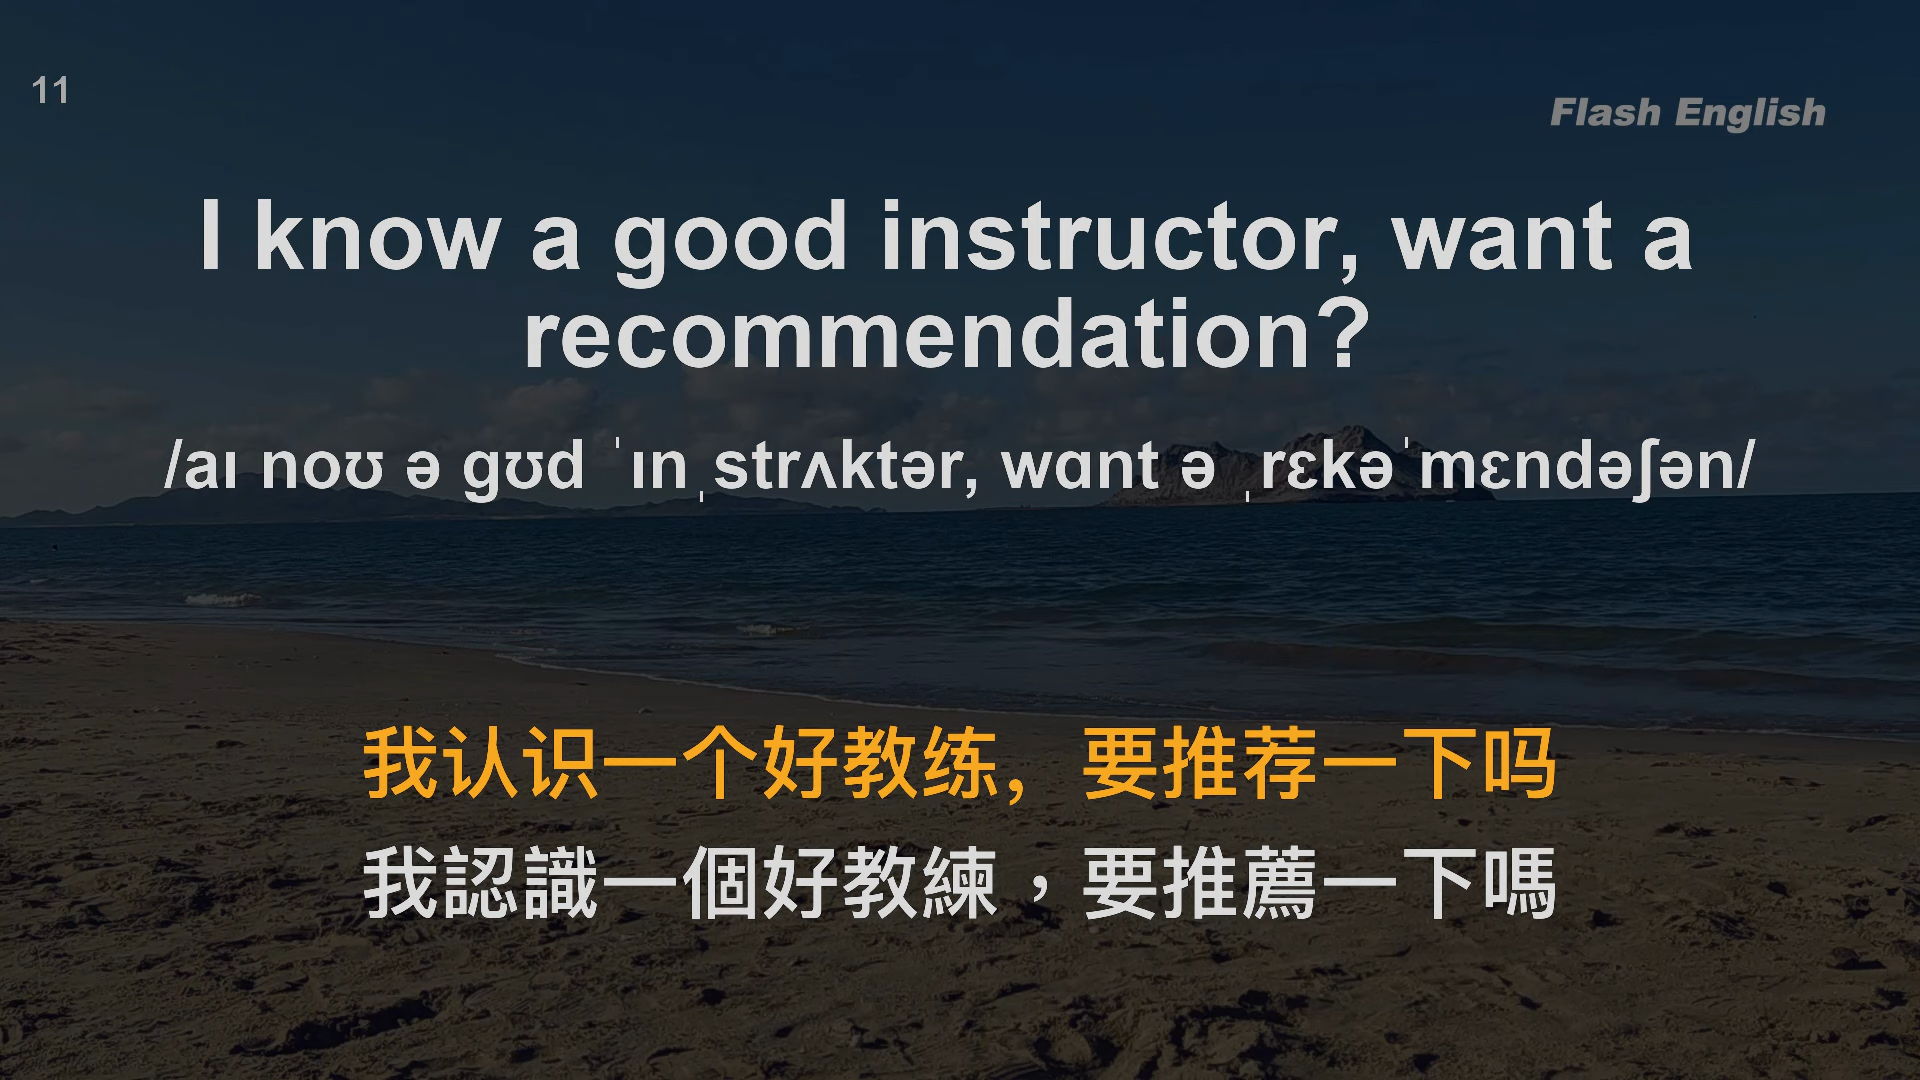 11
Flash English
I know a good instructor, want a
recommendation?
/aɪ noʊ ə gʊd ˈɪnˌstrʌktər, wɑnt ə ˌrɛkəˈmɛndəʃən/
我认识一个好教练，要推荐一下吗
我認識一個好教練，要推薦一下嗎